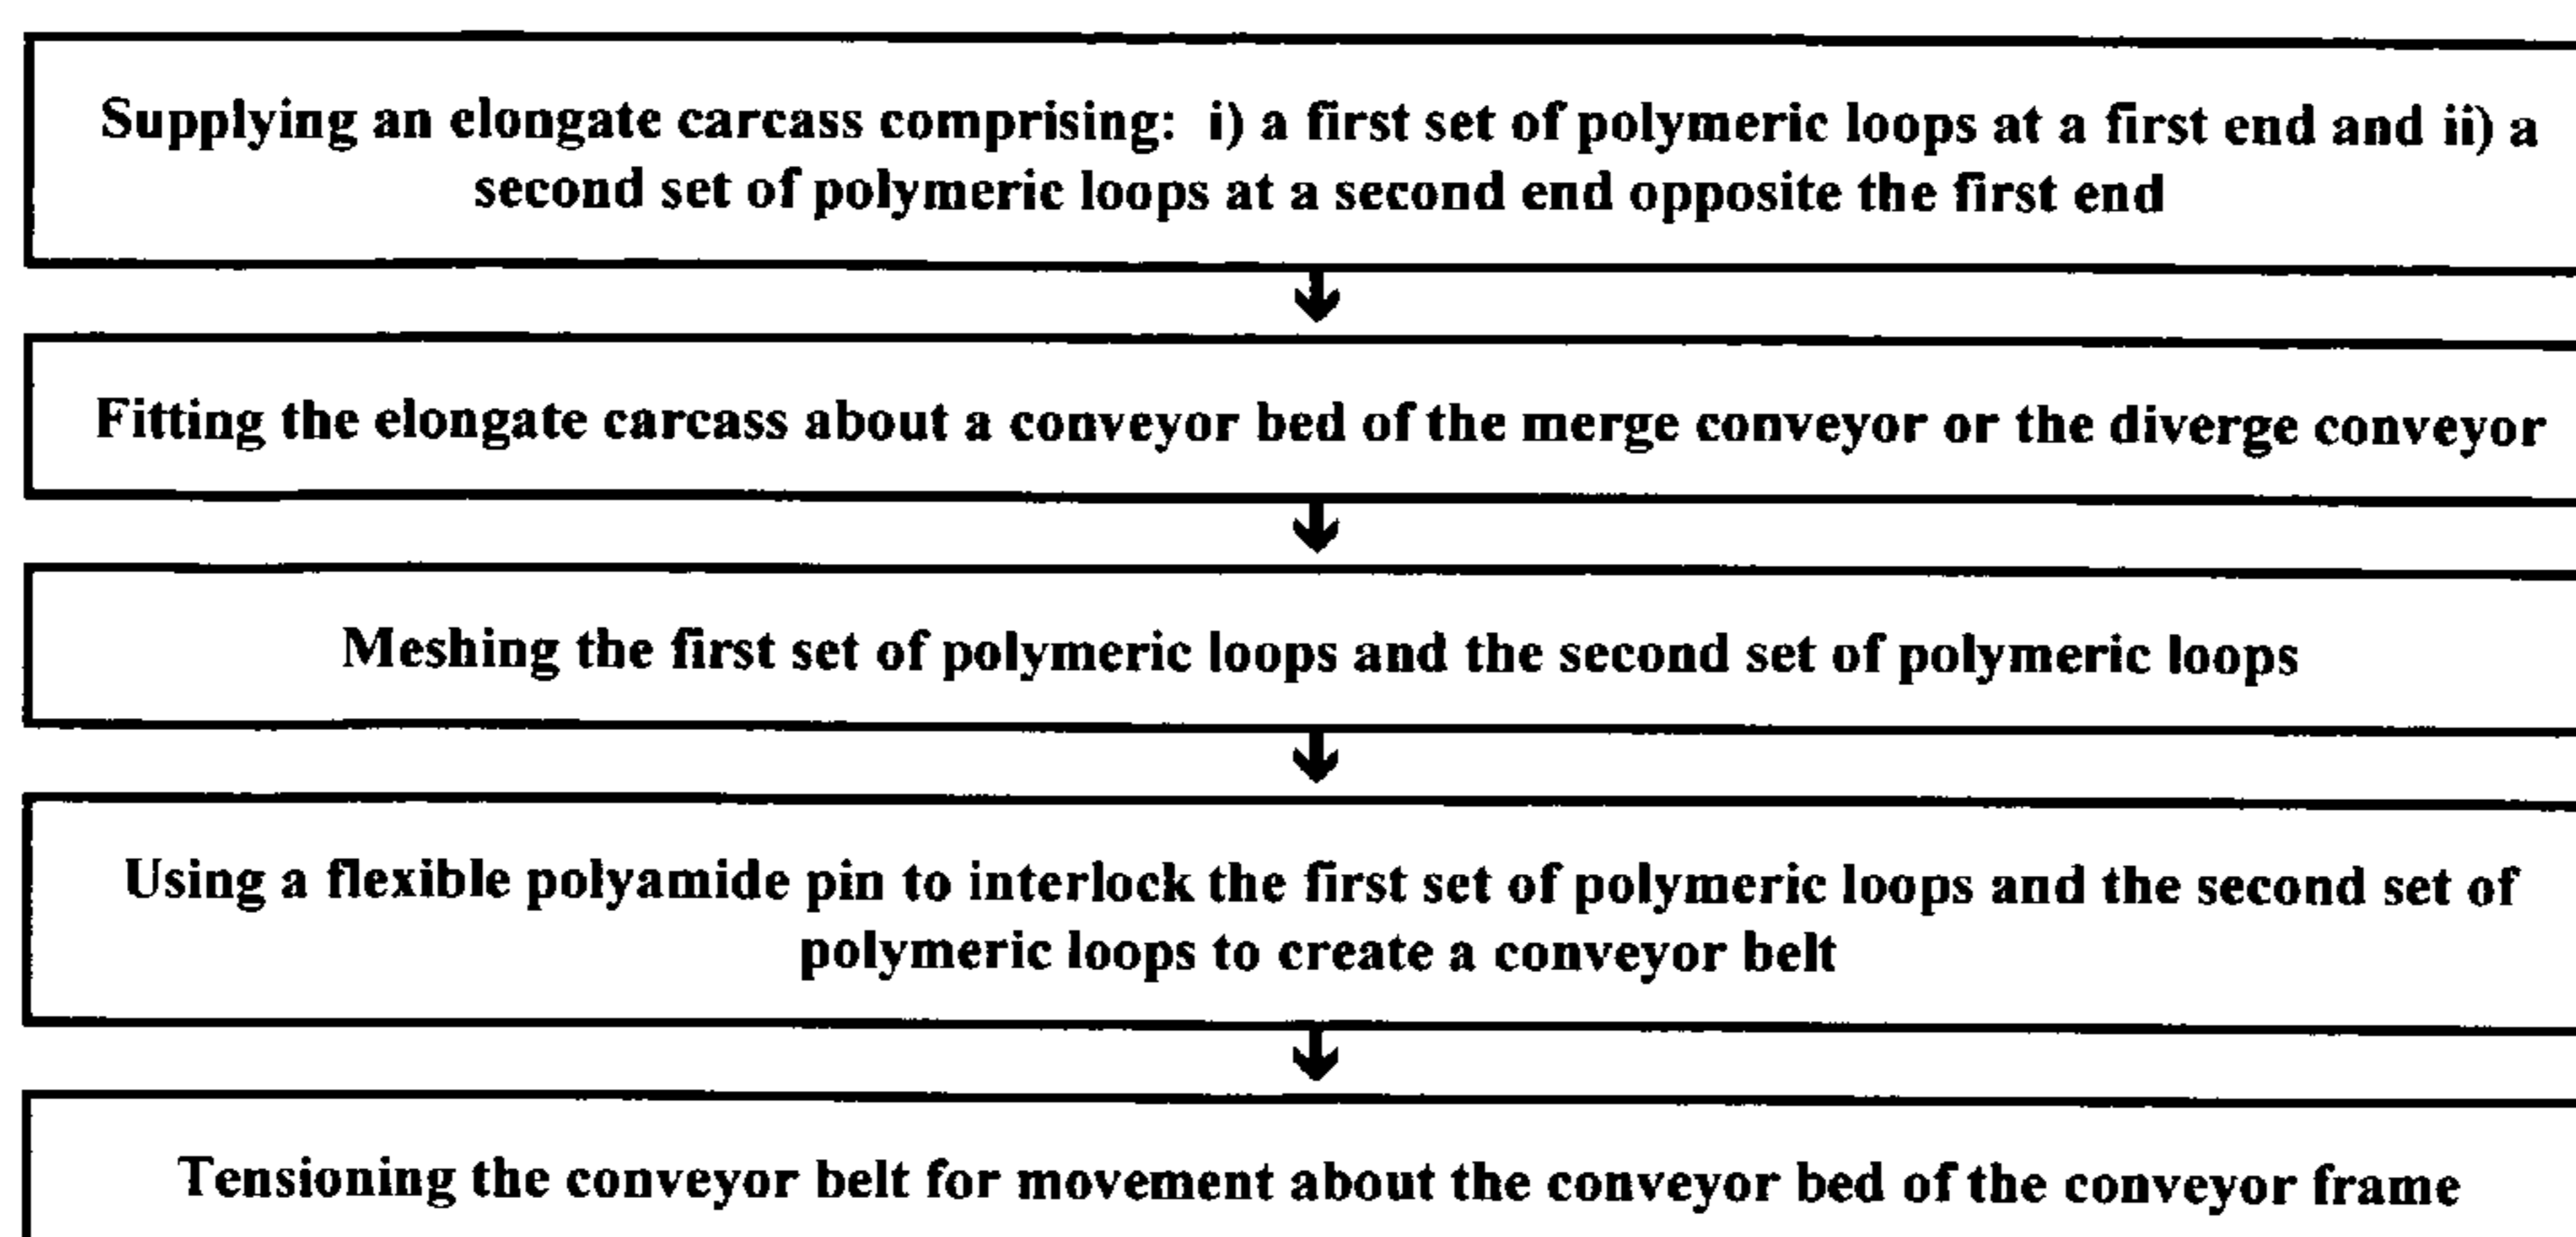 Supplying an elongate carcass comprising:  i) a first set of polymeric loops at a first end and ii) a
second set of polymeric loops at a second end opposite the first end
Fitting the elongate carcass about a conveyor bed of the merge conveyor or the diverge conveyor
Meshing the first set of polymeric loops and the second set of polymeric loops
Using a flexible polyamide pin to interlock the first set of polymeric loops and the second set of
polymeric loops to create a conveyor belt
Tensioning the conveyor belt for movement about the conveyor bed of the conveyor frame